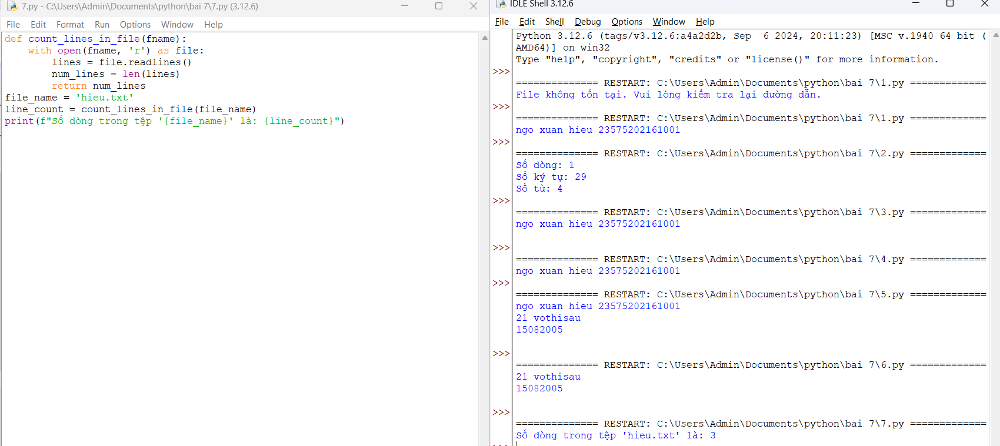 7.py - C:\Users\Admin\Documents\python\bai 7\7.py (3.12.6)
File Edit Format Run Options Window Help
def count_lines_in_file(fname):
    with open(fname, 'r') as file:
        lines = file.readlines()
        num_lines = len(lines)
        return num_lines
file_name = 'hieu.txt'
line_count = count_lines_in_file(file_name)
print(f"Số dòng trong tệp '{file_name}' là: {line_count}")
IDLE Shell 3.12.6
File Edit Shell Debug Options Window Help
Python 3.12.6 (tags/v3.12.6:a4a2d2b, Sep  6 2024, 20:11:23) [MSC v.1940 64 bit (
AMD64)] on win32
Type "help", "copyright", "credits" or "license()" for more information.
>>>
============== RESTART: C:\Users\Admin\Documents\python\bai 7\1.py =============
File không tồn tại. Vui lòng kiểm tra lại đường dẫn.
>>>
============== RESTART: C:\Users\Admin\Documents\python\bai 7\1.py =============
ngo xuan hieu 23575202161001
>>>
============== RESTART: C:\Users\Admin\Documents\python\bai 7\2.py =============
Số dòng: 1
Số ký tự: 29
Số từ: 4
>>>
============== RESTART: C:\Users\Admin\Documents\python\bai 7\3.py =============
ngo xuan hieu 23575202161001
>>>
============== RESTART: C:\Users\Admin\Documents\python\bai 7\4.py =============
ngo xuan hieu 23575202161001
>>>
============== RESTART: C:\Users\Admin\Documents\python\bai 7\5.py =============
ngo xuan hieu 23575202161001
21 vothisau
15082005
>>>
============== RESTART: C:\Users\Admin\Documents\python\bai 7\6.py =============
21 vothisau
15082005
>>>
============== RESTART: C:\Users\Admin\Documents\python\bai 7\7.py =============
Số dòng trong tệp 'hieu.txt' là: 3
>>>